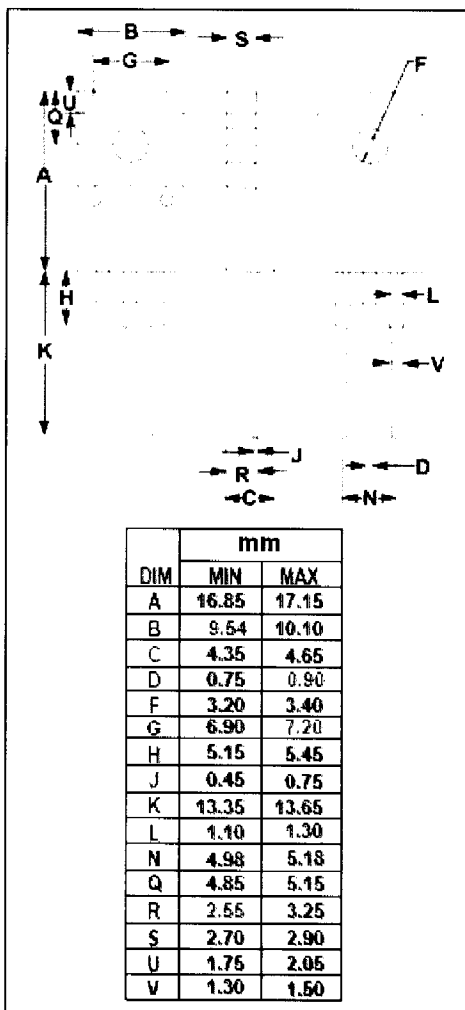 B
S
G
F
U
Q
A
H
L
K
V
J
R
D
C
N
mm
DIM MIN MAX
A 16.85 17.15
B 9.54 10.10
C 4.35 4.65
D 0.75 0.90
F 3.20 3.40
G 6.90 7.20
H 5.15 5.45
J 0.45 0.75
K 13.35 13.65
L 1.10 1.30
N 4.98 5.18
Q 4.85 5.15
R 2.55 3.25
S 2.70 2.90
U 1.75 2.05
V 1.30 1.50